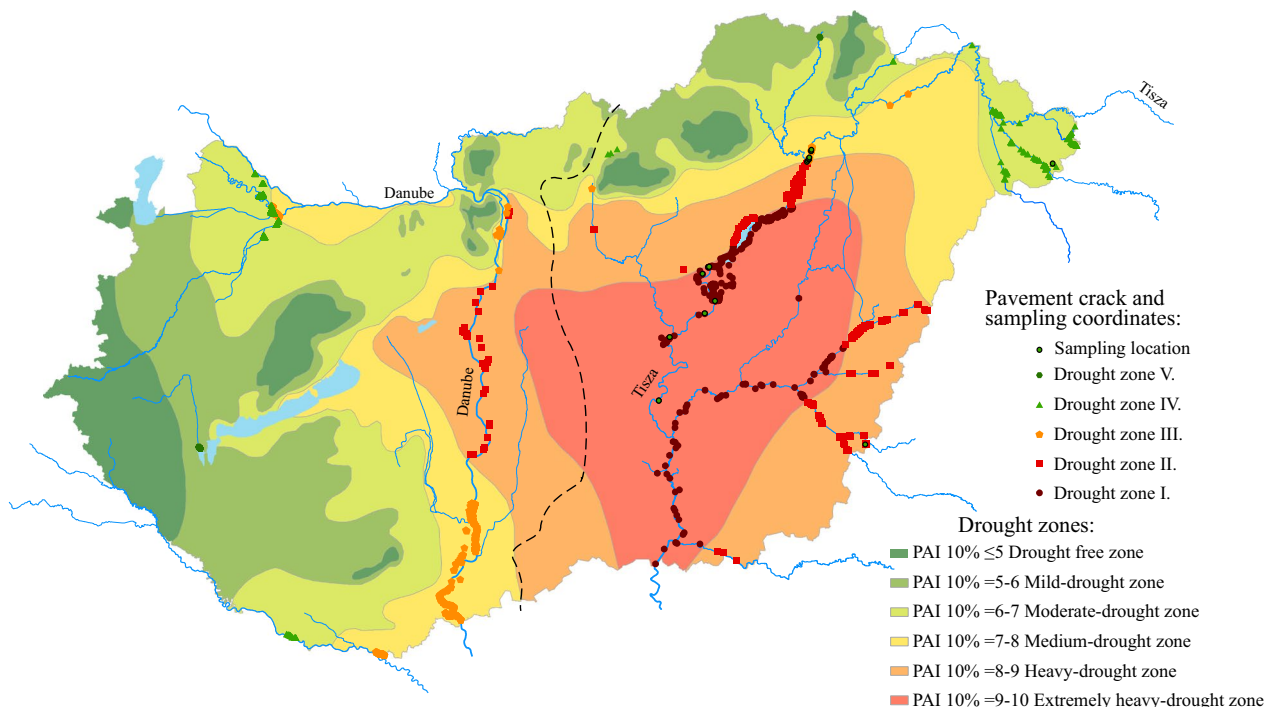 Tisza
Danube
Pavement crack and
sampling coordinates:
Sampling location
Drought zone V.
Drought zone IV.
Drought zone III.
Drought zone II.
Drought zone I.
Danube
Tisza
Drought zones:
PAI 10% ≤5 Drought free zone
PAI 10% =5-6 Mild-drought zone
PAI 10% =6-7 Moderate-drought zone
PAI 10% =7-8 Medium-drought zone
PAI 10% =8-9 Heavy-drought zone
PAI 10% =9-10 Extremely heavy-drought zone